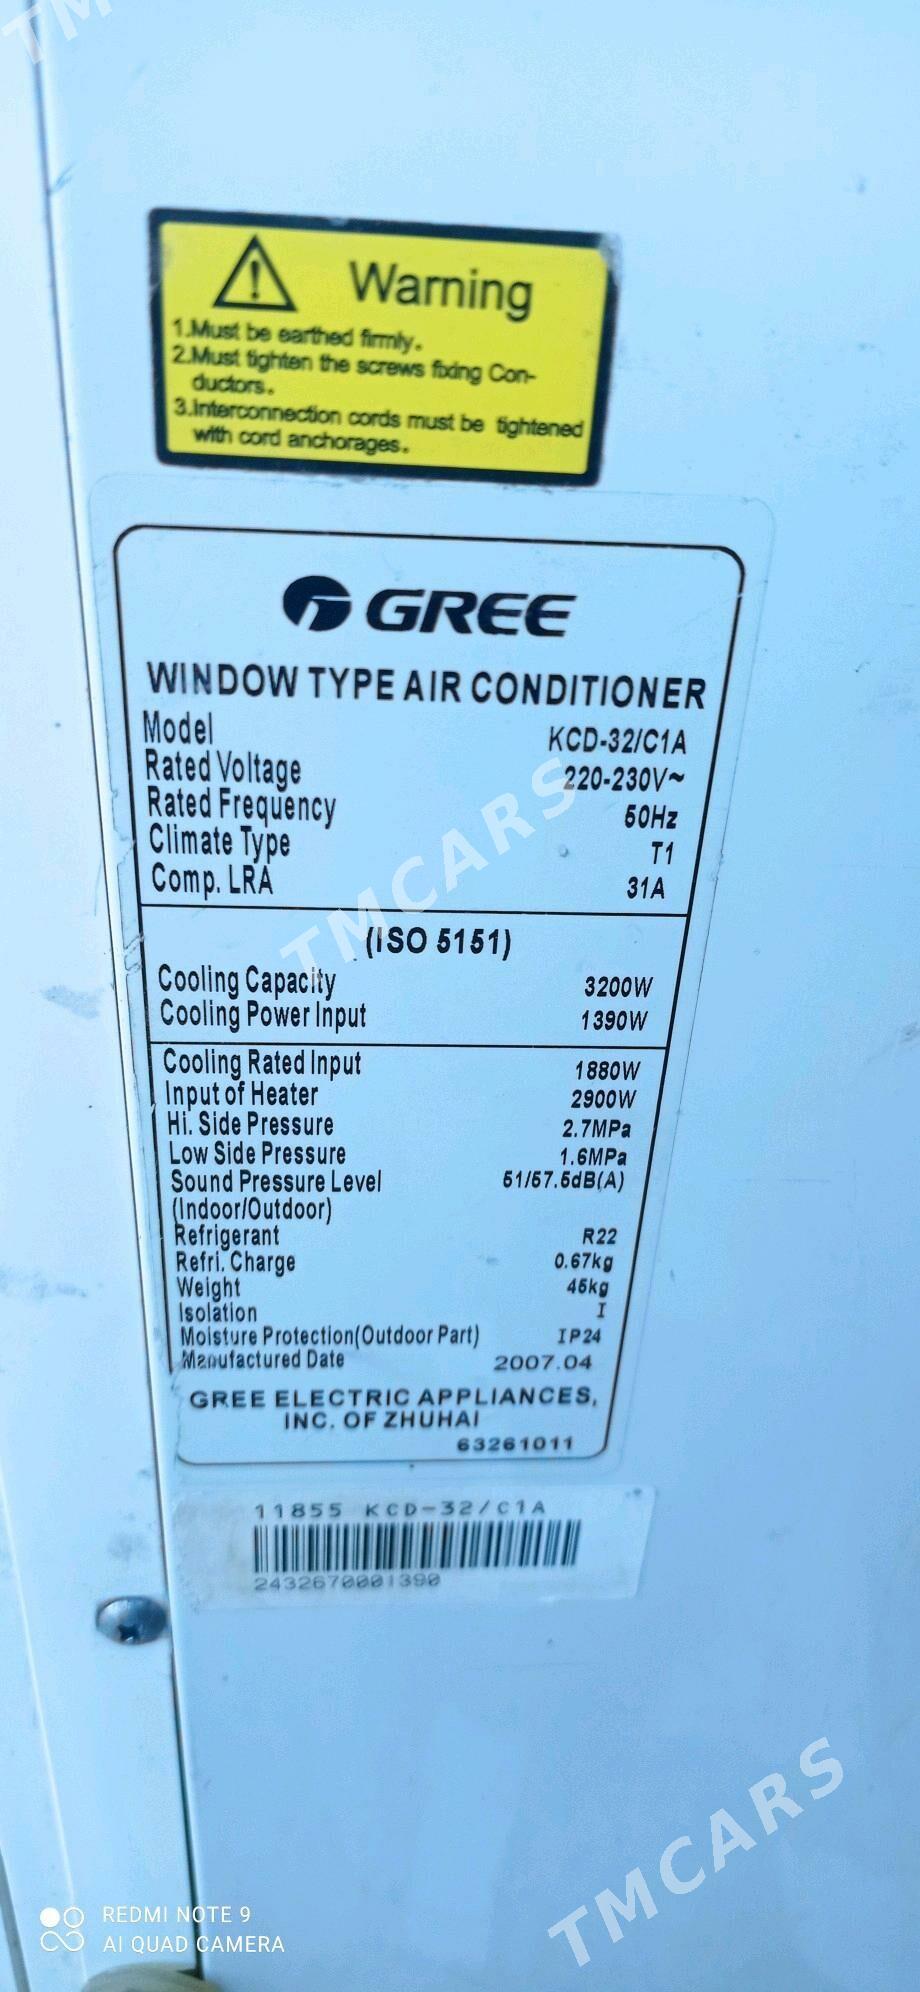 Warning
1.Must be earthed firmly.
2.Must tighten the screws fixing Con-
ductors.
3.Interconnection cords must be tightened
with cord anchorages.
GREE
WINDOW TYPE AIR CONDITIONER
Model KCD-32/C1A
Rated Voltage 220-230V~
Rated Frequency 50Hz
Climate Type T1
Comp. LRA 31A
(ISO 5151)
Cooling Capacity 3200W
Cooling Power Input 1390W
Cooling Rated Input 1880W
Input of Heater 2900W
Hi. Side Pressure 2.7MPa
Low Side Pressure 1.6MPa
Sound Pressure Level 51/57.5dB(A)
(Indoor/Outdoor)
Refrigerant R22
Refri. Charge 0.67kg
Weight 45kg
Isolation I
Moisture Protection(Outdoor Part) IP24
Manufactured Date 2007.04
GREE ELECTRIC APPLIANCES,
INC. OF ZHUHAI
63261011
11855 KCD-32/C1A
2432670001390
TMCARS
TMCARS
REDMI NOTE 9
AI QUAD CAMERA